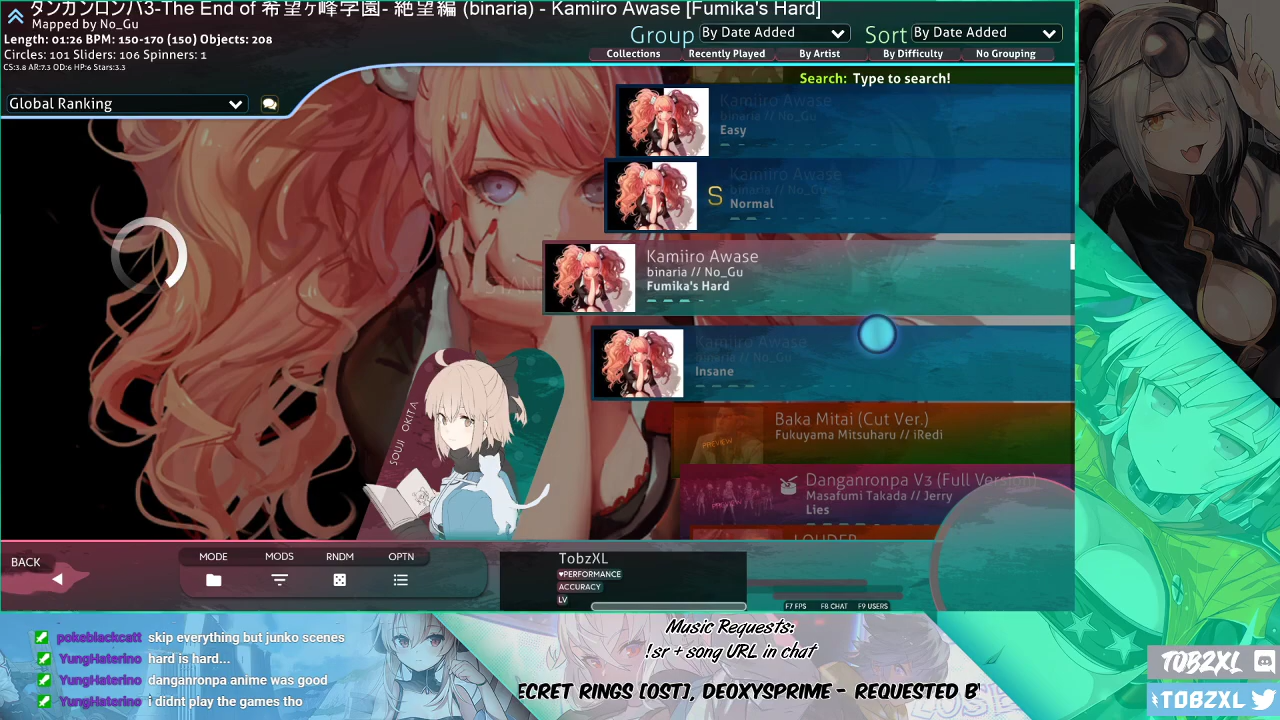 ダンガンロンパ3-The End of 希望ヶ峰学園- 絶望編 (binaria) - Kamiiro Awase [Fumika's Hard]
Mapped by No_Gu
Length: 01:26 BPM: 150-170 (150) Objects: 208
Circles: 101 Sliders: 106 Spinners: 1
CS:3.8 AR:7.3 OD:6 HP:6 Stars:3.3
Group By Date Added
Sort By Date Added
Collections
Recently Played
By Artist
By Difficulty
No Grouping
Global Ranking
Search: Type to search!
Kamiiro Awase
binaria // No_Gu
Easy
S
Kamiiro Awase
binaria // No_Gu
Normal
Kamiiro Awase
binaria // No_Gu
Fumika's Hard
Kamiiro Awase
binaria // No_Gu
Insane
PREVIEW
Baka Mitai (Cut Ver.)
Fukuyama Mitsuharu // iRedi
Danganronpa V3 (Full Version)
Masafumi Takada // Jerry
Lies
LOUDER
SOUJI OKITA
BACK
MODE
MODS
RNDM
OPTN
TobzXL
♥PERFORMANCE
ACCURACY
LV
F7 FPS
F8 CHAT
F9 USERS
pokeblackcatt skip everything but junko scenes
YungHaterino hard is hard...
YungHaterino danganronpa anime was good
YungHaterino i didnt play the games tho
Music Requests:
!sr + song URL in chat
ECRET RINGS [OST], DEOXYSPRIME - REQUESTED B
TOBZXL
TOBZXL